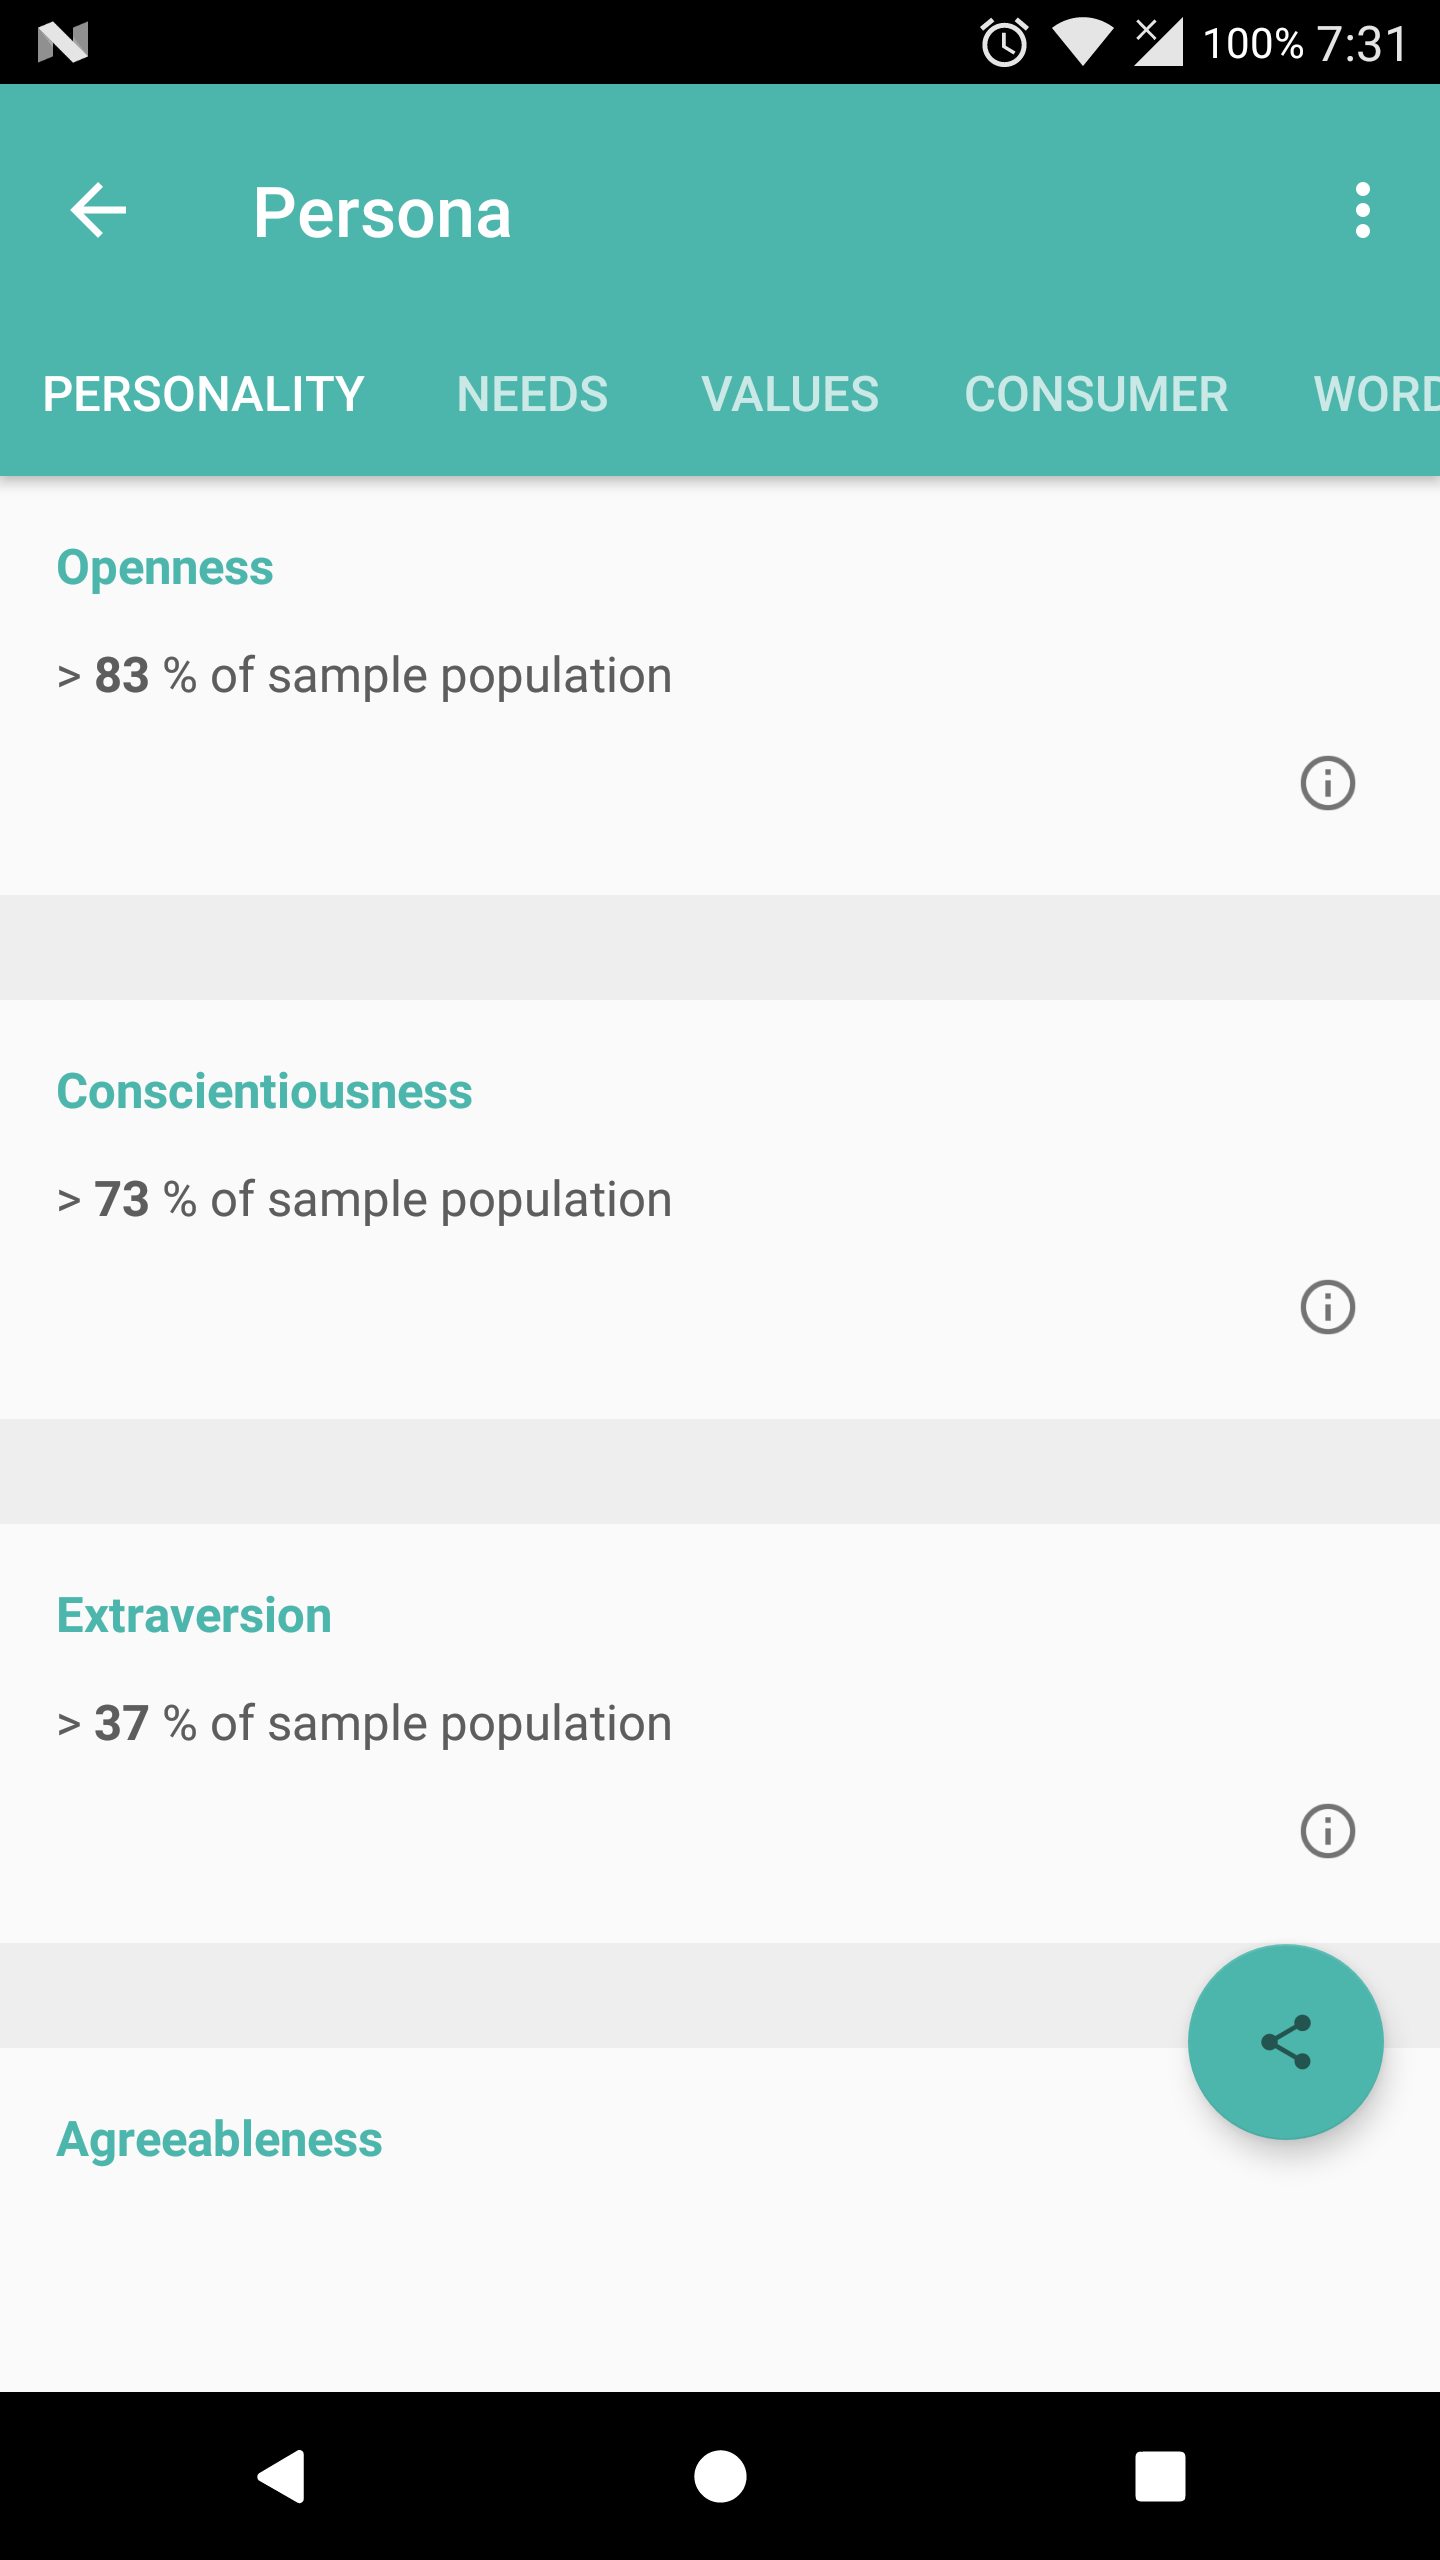 100% 7:31
Persona
PERSONALITY NEEDS VALUES CONSUMER WORD
Openness
> 83 % of sample population
Conscientiousness
> 73 % of sample population
Extraversion
> 37 % of sample population
Agreeableness